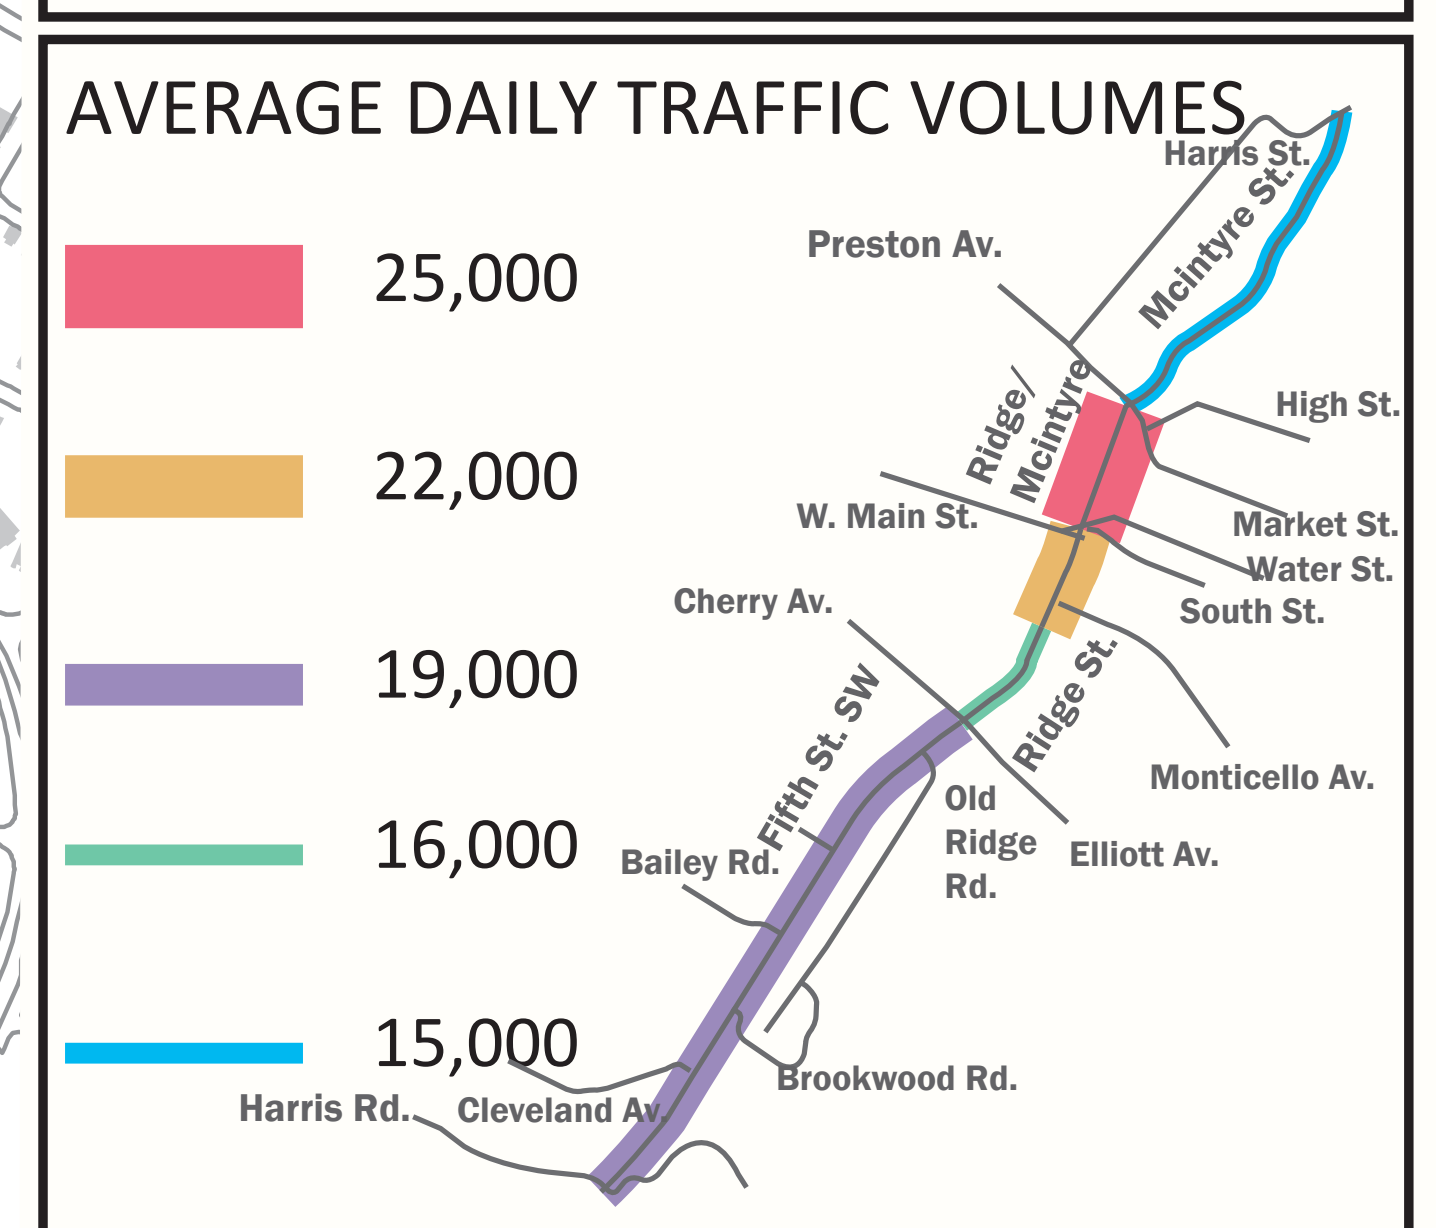 AVERAGE DAILY TRAFFIC VOLUMES
Harris St.
Mcintyre St.
Preston Av.
25,000
Ridge/
Mcintyre
High St.
22,000
W. Main St.
Market St.
Water St.
South St.
Cherry Av.
19,000
Fifth St. SW
Ridge St.
Monticello Av.
Old
Ridge
Rd.
16,000
Bailey Rd.
Elliott Av.
15,000
Brookwood Rd.
Harris Rd.
Cleveland Av.